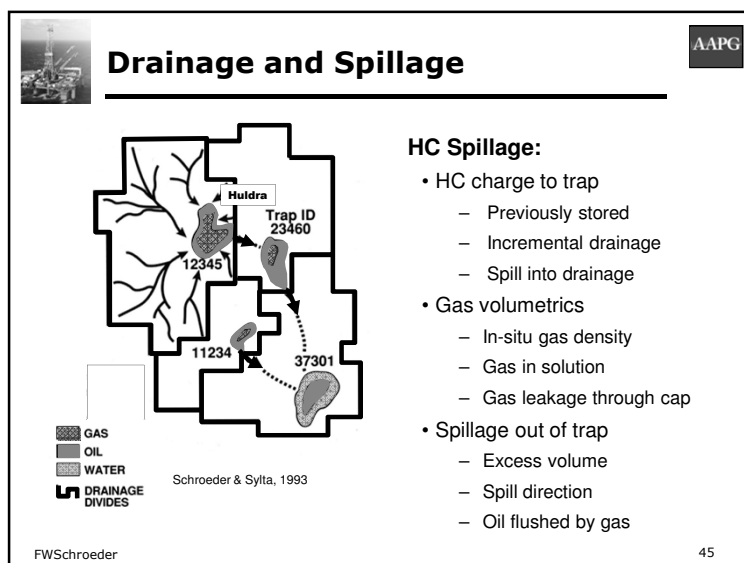 Drainage and Spillage
AAPG
Huldra
Trap ID
23460
12345
11234
37301
GAS
OIL
WATER
DRAINAGE
DIVIDES
Schroeder & Sylta, 1993
HC Spillage:
• HC charge to trap
– Previously stored
– Incremental drainage
– Spill into drainage
• Gas volumetrics
– In-situ gas density
– Gas in solution
– Gas leakage through cap
• Spillage out of trap
– Excess volume
– Spill direction
– Oil flushed by gas
FWSchroeder
45